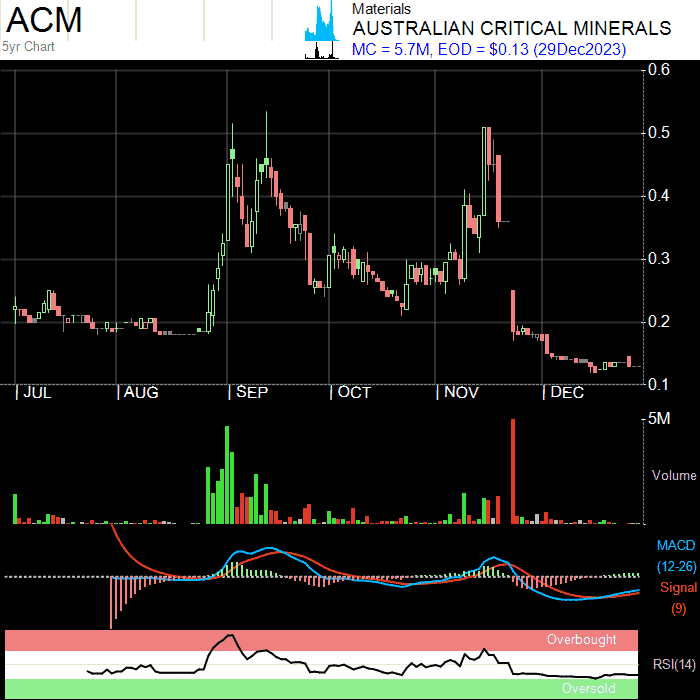 ACM
5yr Chart
Materials
AUSTRALIAN CRITICAL MINERALS
MC = 5.7M, EOD = $0.13 (29Dec2023)
0.6
0.5
0.4
0.3
0.2
0.1
JUL AUG SEP OCT NOV DEC
5M
Volume
MACD
(12-26)
Signal
(9)
Overbought
RSI(14)
Oversold